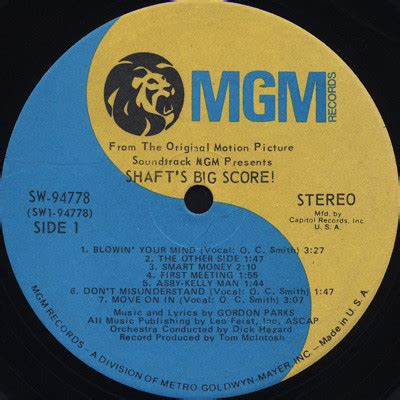 MGM
RECORDS
From The Original Motion Picture
Soundtrack MGM Presents
SHAFT'S BIG SCORE!
SW-94778
(SW1-94778)
SIDE 1
STEREO
Mfd. by
Capitol Records, Inc.
U. S. A.
1. BLOWIN' YOUR MIND (Vocal: O. C. Smith) 3:27
2. THE OTHER SIDE 1:47
3. SMART MONEY 2:10
4. FIRST MEETING 1:55
5. ASBY-KELLY MAN 1:44
6. DON'T MISUNDERSTAND (Vocal: O. C. Smith) 1:47
7. MOVE ON IN (Vocal: O. C. Smith) 3:39
Music and Lyrics by GORDON PARKS
All Music Publishing by Leo Feist, Inc, ASCAP
Orchestra Conducted by Dick Hazard
Record Produced by Tom McIntosh
MGM RECORDS - A DIVISION OF METRO-GOLDWYN-MAYER, INC. - Made in U.S.A.